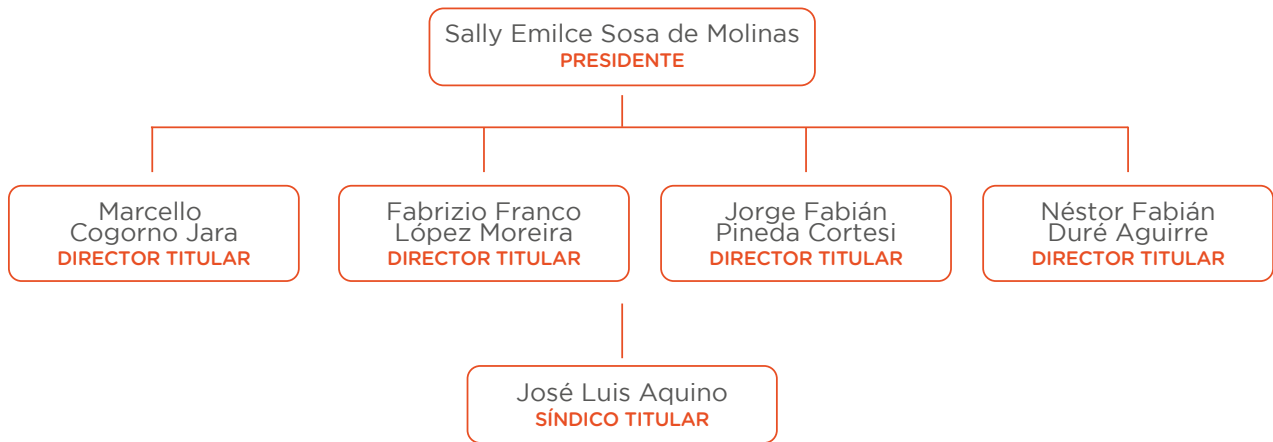 Sally Emilce Sosa de Molinas
PRESIDENTE
Marcello
Cogorno Jara
DIRECTOR TITULAR
Fabrizio Franco
López Moreira
DIRECTOR TITULAR
Jorge Fabián
Pineda Cortesi
DIRECTOR TITULAR
Néstor Fabián
Duré Aguirre
DIRECTOR TITULAR
José Luis Aquino
SÍNDICO TITULAR